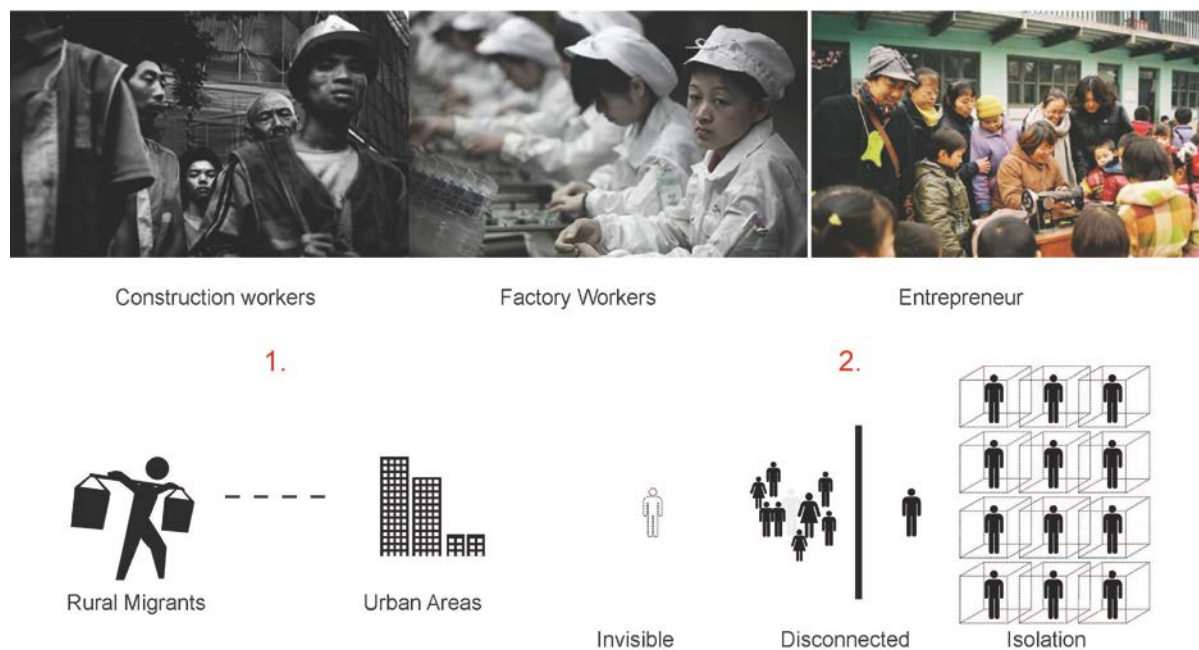 Construction workers
Factory Workers
Entrepreneur
1.
2.
Rural Migrants
Urban Areas
Invisible
Disconnected
Isolation